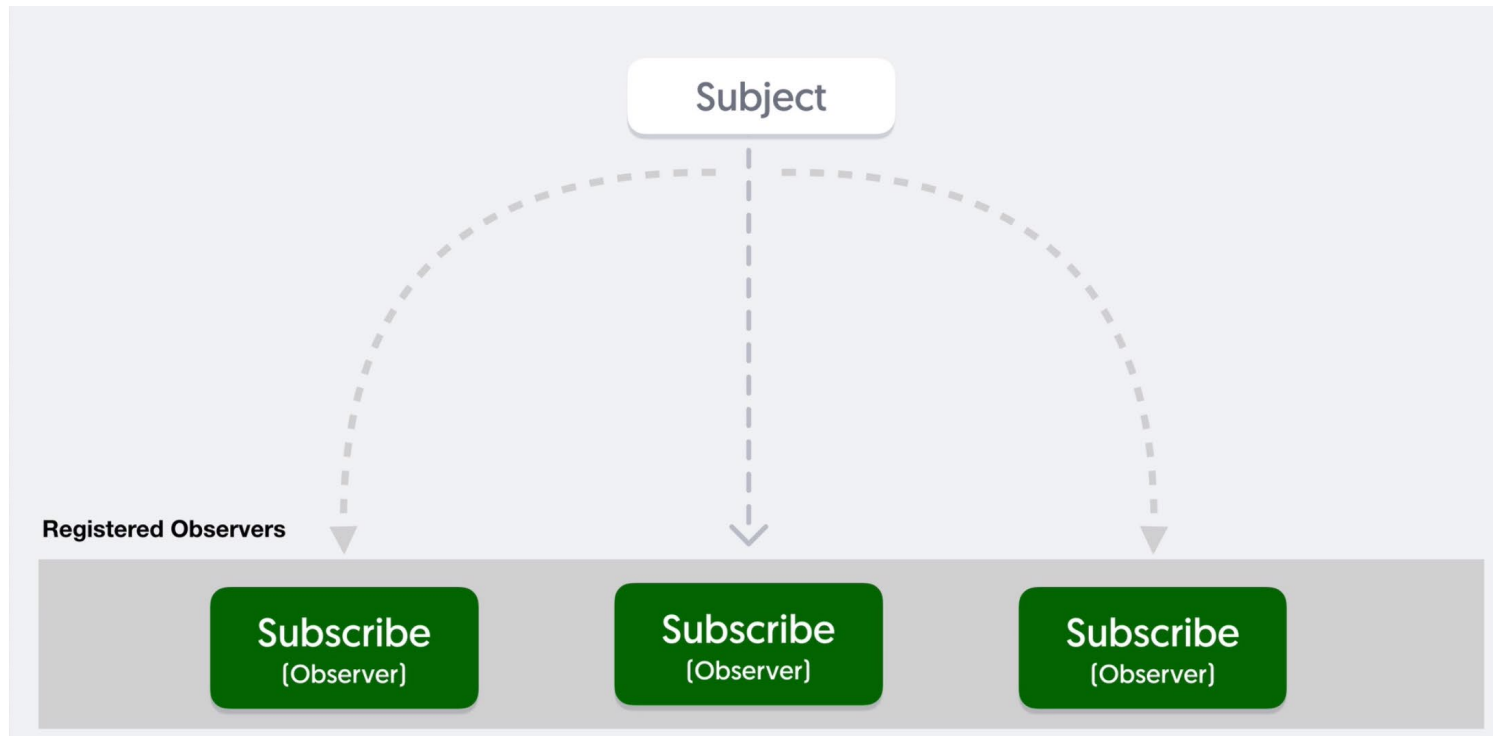 Subject
Registered Observers
Subscribe
(Observer)
Subscribe
(Observer)
Subscribe
(Observer)